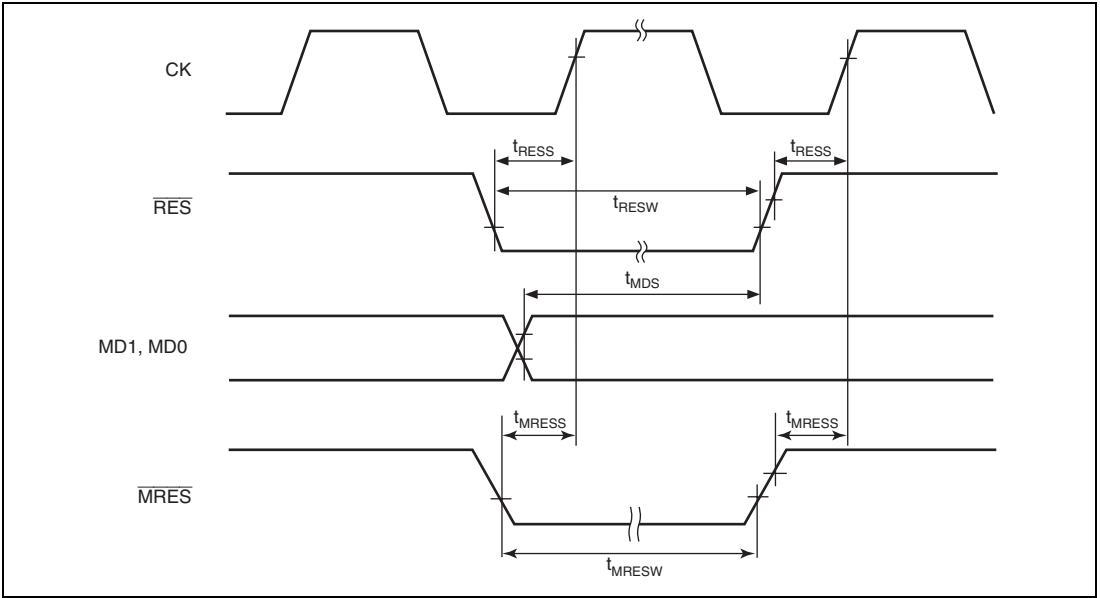 CK
tRESS
tRESS
RES
tRESW
tMDS
MD1, MD0
tMRESS
tMRESS
MRES
tMRESW